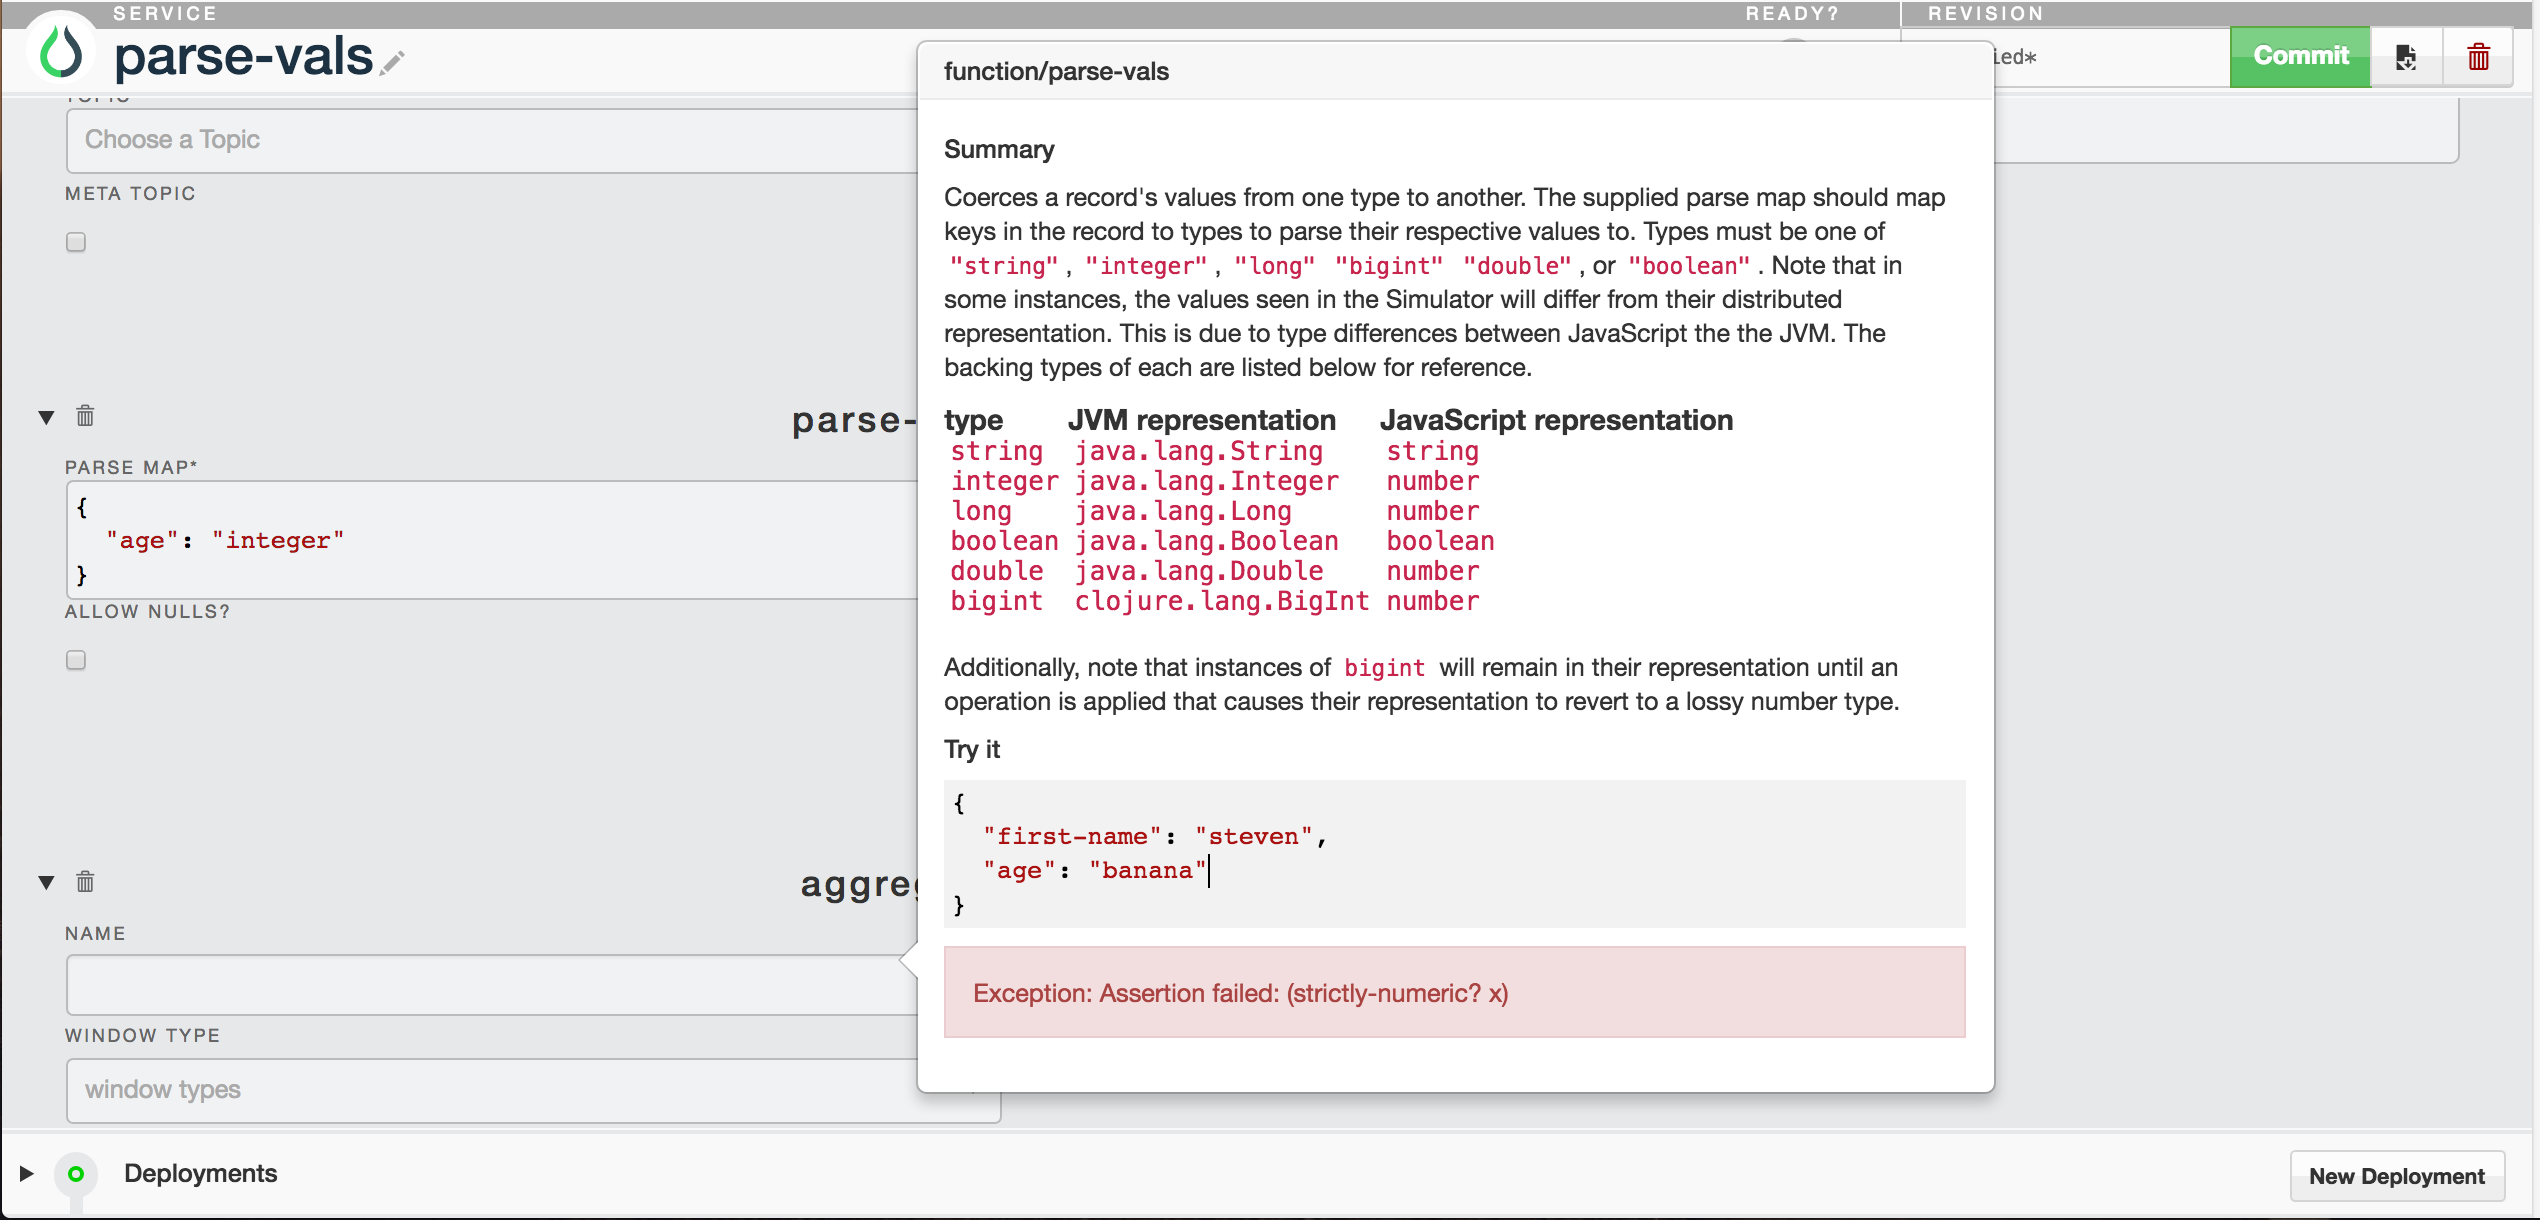 SERVICE READY? REVISION
parse-vals
ied*
Commit
function/parse-vals
Choose a Topic
META TOPIC
Summary
Coerces a record's values from one type to another. The supplied parse map should map
keys in the record to types to parse their respective values to. Types must be one of
"string", "integer", "long" "bigint" "double", or "boolean". Note that in
some instances, the values seen in the Simulator will differ from their distributed
representation. This is due to type differences between JavaScript the the JVM. The
backing types of each are listed below for reference.
type JVM representation JavaScript representation
string java.lang.String string
integer java.lang.Integer number
long java.lang.Long number
boolean java.lang.Boolean boolean
double java.lang.Double number
bigint clojure.lang.BigInt number
Additionally, note that instances of bigint will remain in their representation until an
operation is applied that causes their representation to revert to a lossy number type.
Try it
{
"first-name": "steven",
"age": "banana"
}
Exception: Assertion failed: (strictly-numeric? x)
parse-
PARSE MAP*
{
"age": "integer"
}
ALLOW NULLS?
aggreg
NAME
WINDOW TYPE
window types
Deployments
New Deployment